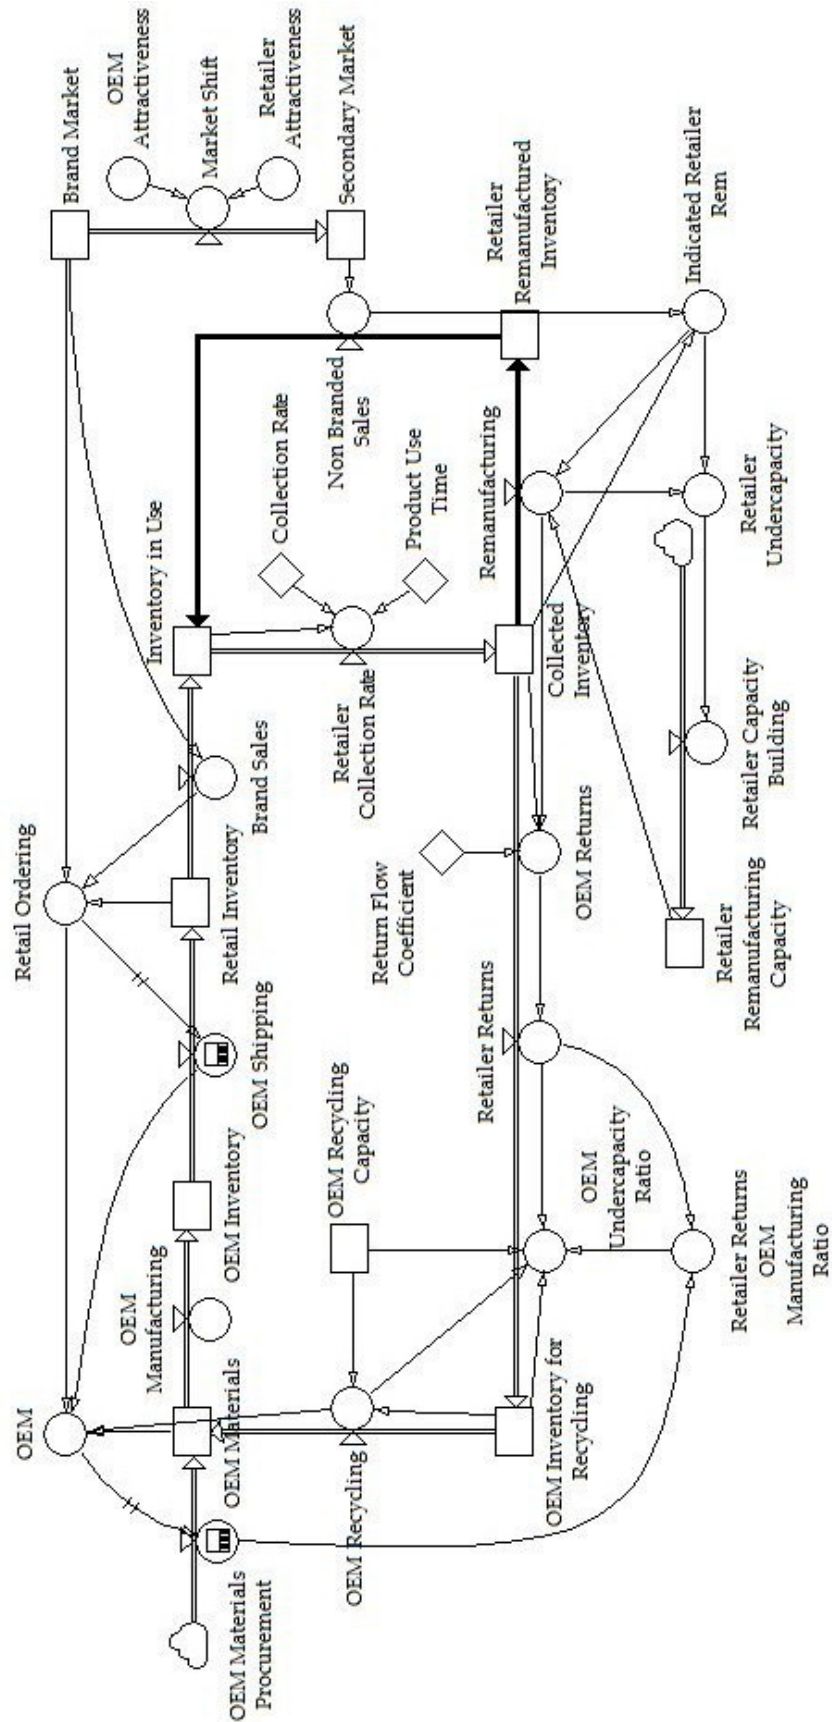 OEM
Retail Ordering
Brand Market
OEM
Attractiveness
Market Shift
Retailer
Attractiveness
Secondary Market
OEM Materials
Procurement
OEM Materials
OEM
Manufacturing
OEM Inventory
OEM Shipping
Retail Inventory
Brand Sales
Inventory in Use
OEM Recycling
OEM Recycling
Capacity
Retailer
Collection Rate
Collection Rate
Product Use
Time
Non Branded
Sales
OEM Inventory for
Recycling
OEM
Undercapacity
Ratio
Retailer Returns
Return Flow
Coefficient
OEM Returns
Collected
Inventory
Remanufacturing
Retailer
Remanufactured
Inventory
Retailer Returns
OEM
Manufacturing
Ratio
Retailer
Remanufacturing
Capacity
Retailer Capacity
Building
Retailer
Undercapacity
Indicated Retailer
Rem